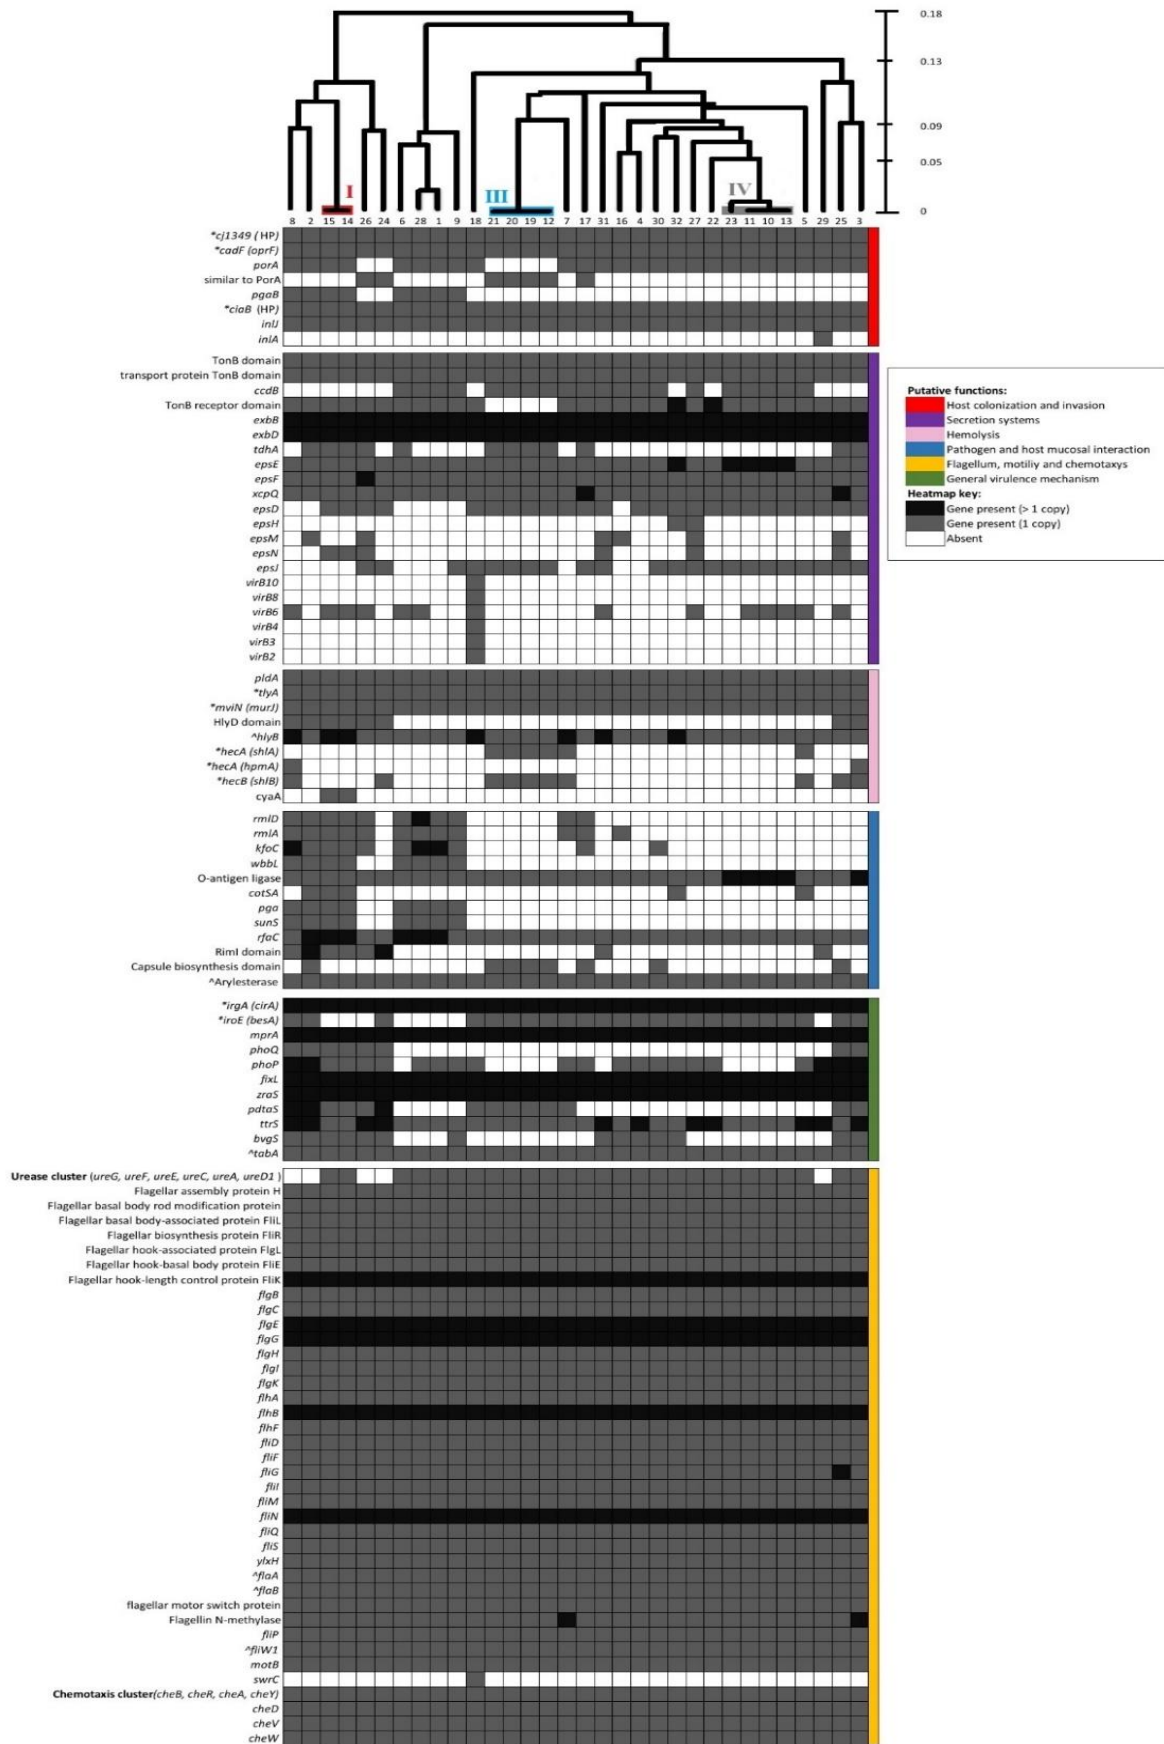 0.18
0.13
0.09
0.05
0
I
III
IV
8 2 15 14 26 24 6 28 1 9 18 21 20 19 12 7 17 31 16 4 30 32 27 22 23 11 10 13 5 29 25 3
*cj1349 ( HP)
*cadF (oprF)
porA
similar to PorA
pgaB
*ciaB (HP)
inlJ
inlA
TonB domain
transport protein TonB domain
ccdB
TonB receptor domain
exbB
exbD
tdhA
epsE
epsF
xcpQ
epsD
epsH
epsM
epsN
epsJ
virB10
virB8
virB6
virB4
virB3
virB2
Putative functions:
Host colonization and invasion
Secretion systems
Hemolysis
Pathogen and host mucosal interaction
Flagellum, motiliy and chemotaxys
General virulence mechanism
Heatmap key:
Gene present (> 1 copy)
Gene present (1 copy)
Absent
pldA
*tlyA
*mviN (murJ)
HlyD domain
^hlyB
*hecA (shlA)
*hecA (hpmA)
*hecB (shlB)
cyaA
rmlD
rmlA
kfoC
wbbL
O-antigen ligase
cotSA
pga
sunS
rfaC
RimI domain
Capsule biosynthesis domain
^Arylesterase
*irgA (cirA)
*iroE (besA)
mprA
phoQ
phoP
fixL
zraS
pdtaS
ttrS
bvgS
^tabA
Urease cluster (ureG, ureF, ureE, ureC, ureA, ureD1 )
Flagellar assembly protein H
Flagellar basal body rod modification protein
Flagellar basal body-associated protein FliL
Flagellar biosynthesis protein FliR
Flagellar hook-associated protein FlgL
Flagellar hook-basal body protein FliE
Flagellar hook-length control protein FliK
flgB
flgC
flgE
flgG
flgH
flgI
flgK
flhA
flhB
flhF
fliD
fliF
fliG
fliI
fliM
fliN
fliQ
fliS
ylxH
^flaA
^flaB
flagellar motor switch protein
Flagellin N-methylase
fliP
^fliW1
motB
swrC
Chemotaxis cluster(cheB, cheR, cheA, cheY)
cheD
cheV
cheW